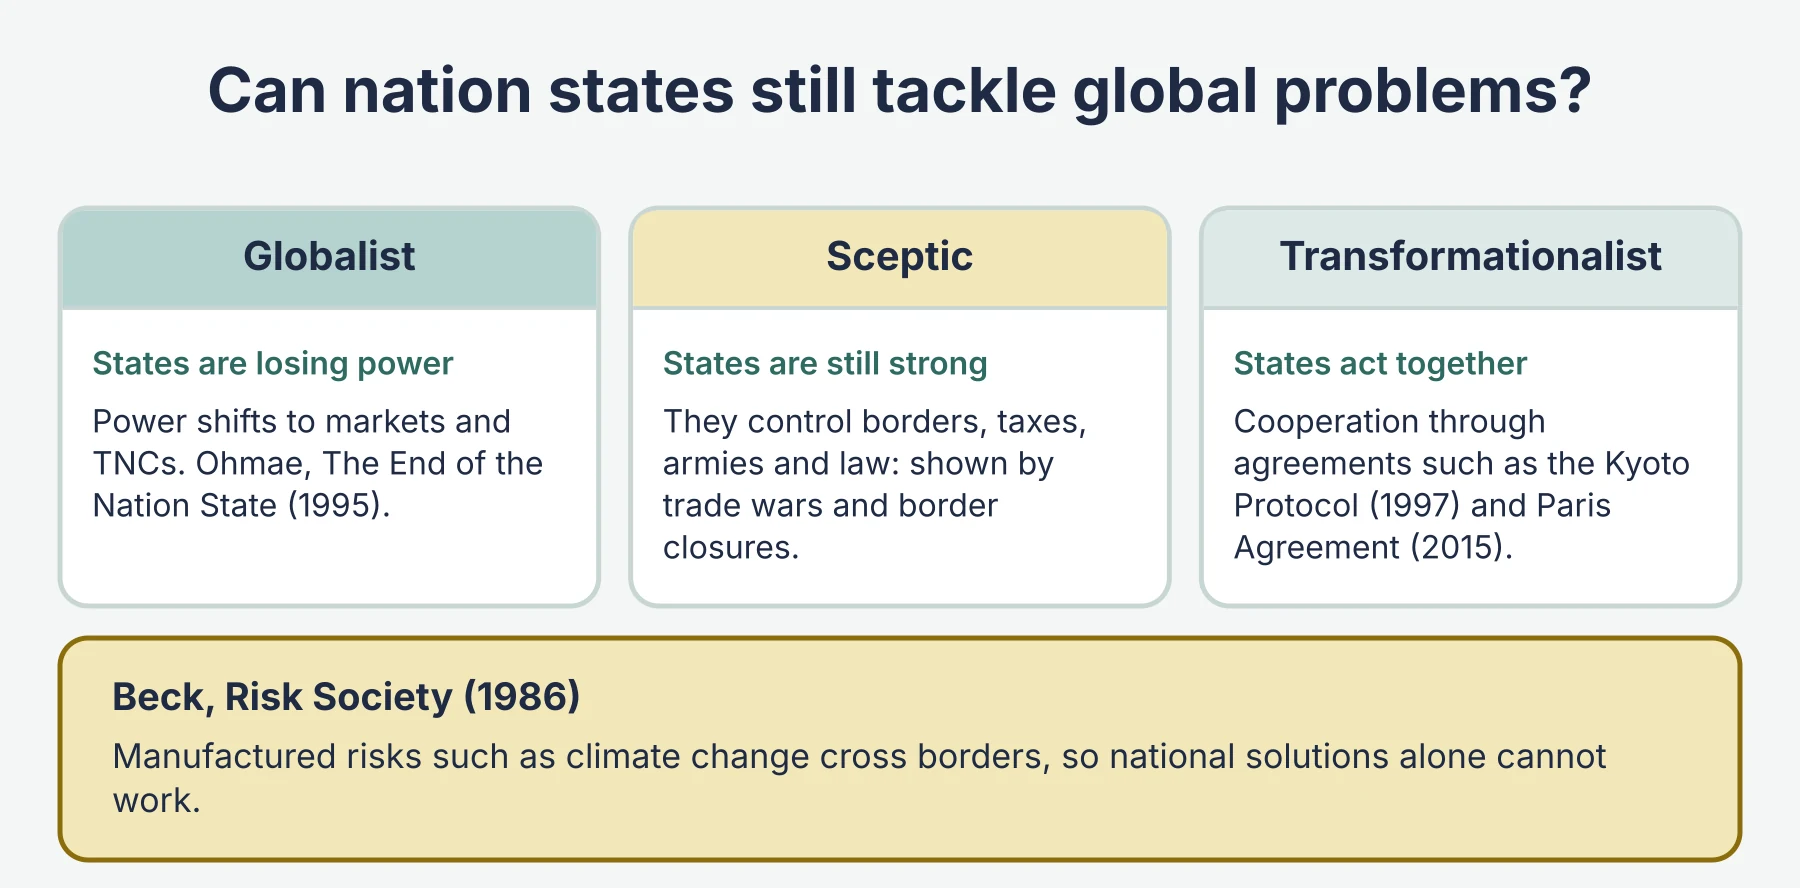 Can nation states still tackle global problems?
Globalist
States are losing power
Power shifts to markets and
TNCs. Ohmae, The End of the
Nation State (1995).
Sceptic
States are still strong
They control borders, taxes,
armies and law: shown by
trade wars and border
closures.
Transformationalist
States act together
Cooperation through
agreements such as the Kyoto
Protocol (1997) and Paris
Agreement (2015).
Beck, Risk Society (1986)
Manufactured risks such as climate change cross borders, so national solutions alone cannot
work.